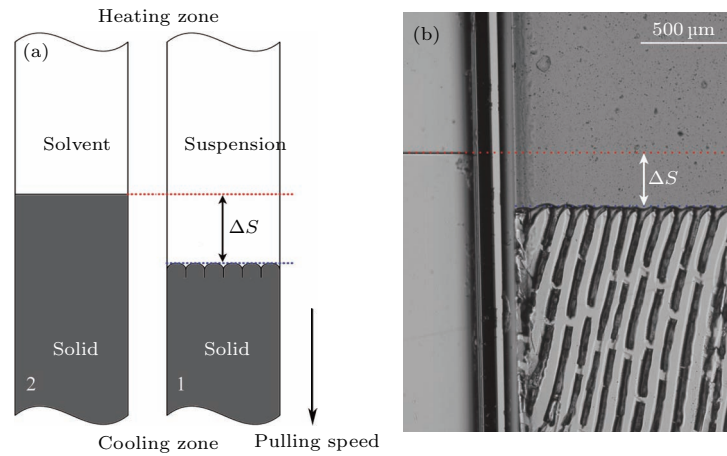 Heating zone
(a)
Solvent
Suspension
ΔS
Solid
Solid
2
1
Cooling zone
Pulling speed
(b)
500 μm
ΔS